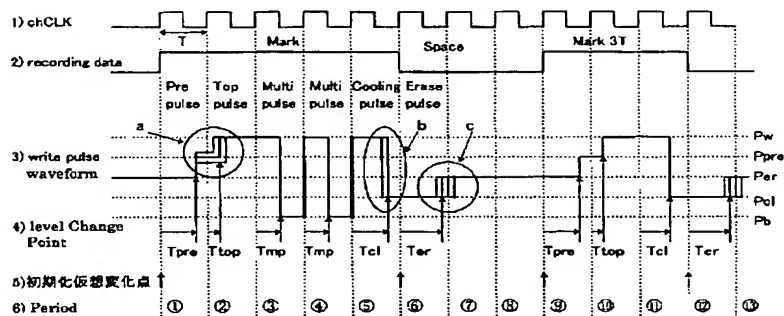 1) chCLK
T
Mark
Space
Mark 3T
2) recording data
Pre pulse
Top pulse
Multi pulse
Multi pulse
Cooling pulse
Erase pulse
a
b
c
3) write pulse waveform
Pw
Ppre
Per
Pcl
Pb
4) level Change Point
Tpre
Ttop
Tmp
Tmp
Tcl
Ter
Tpre
Ttop
Tcl
Ter
5)初期化仮想変化点
6) Period
① ② ③ ④ ⑤ ⑥ ⑦ ⑧ ⑨ ⑩ ⑪ ⑫ ⑬